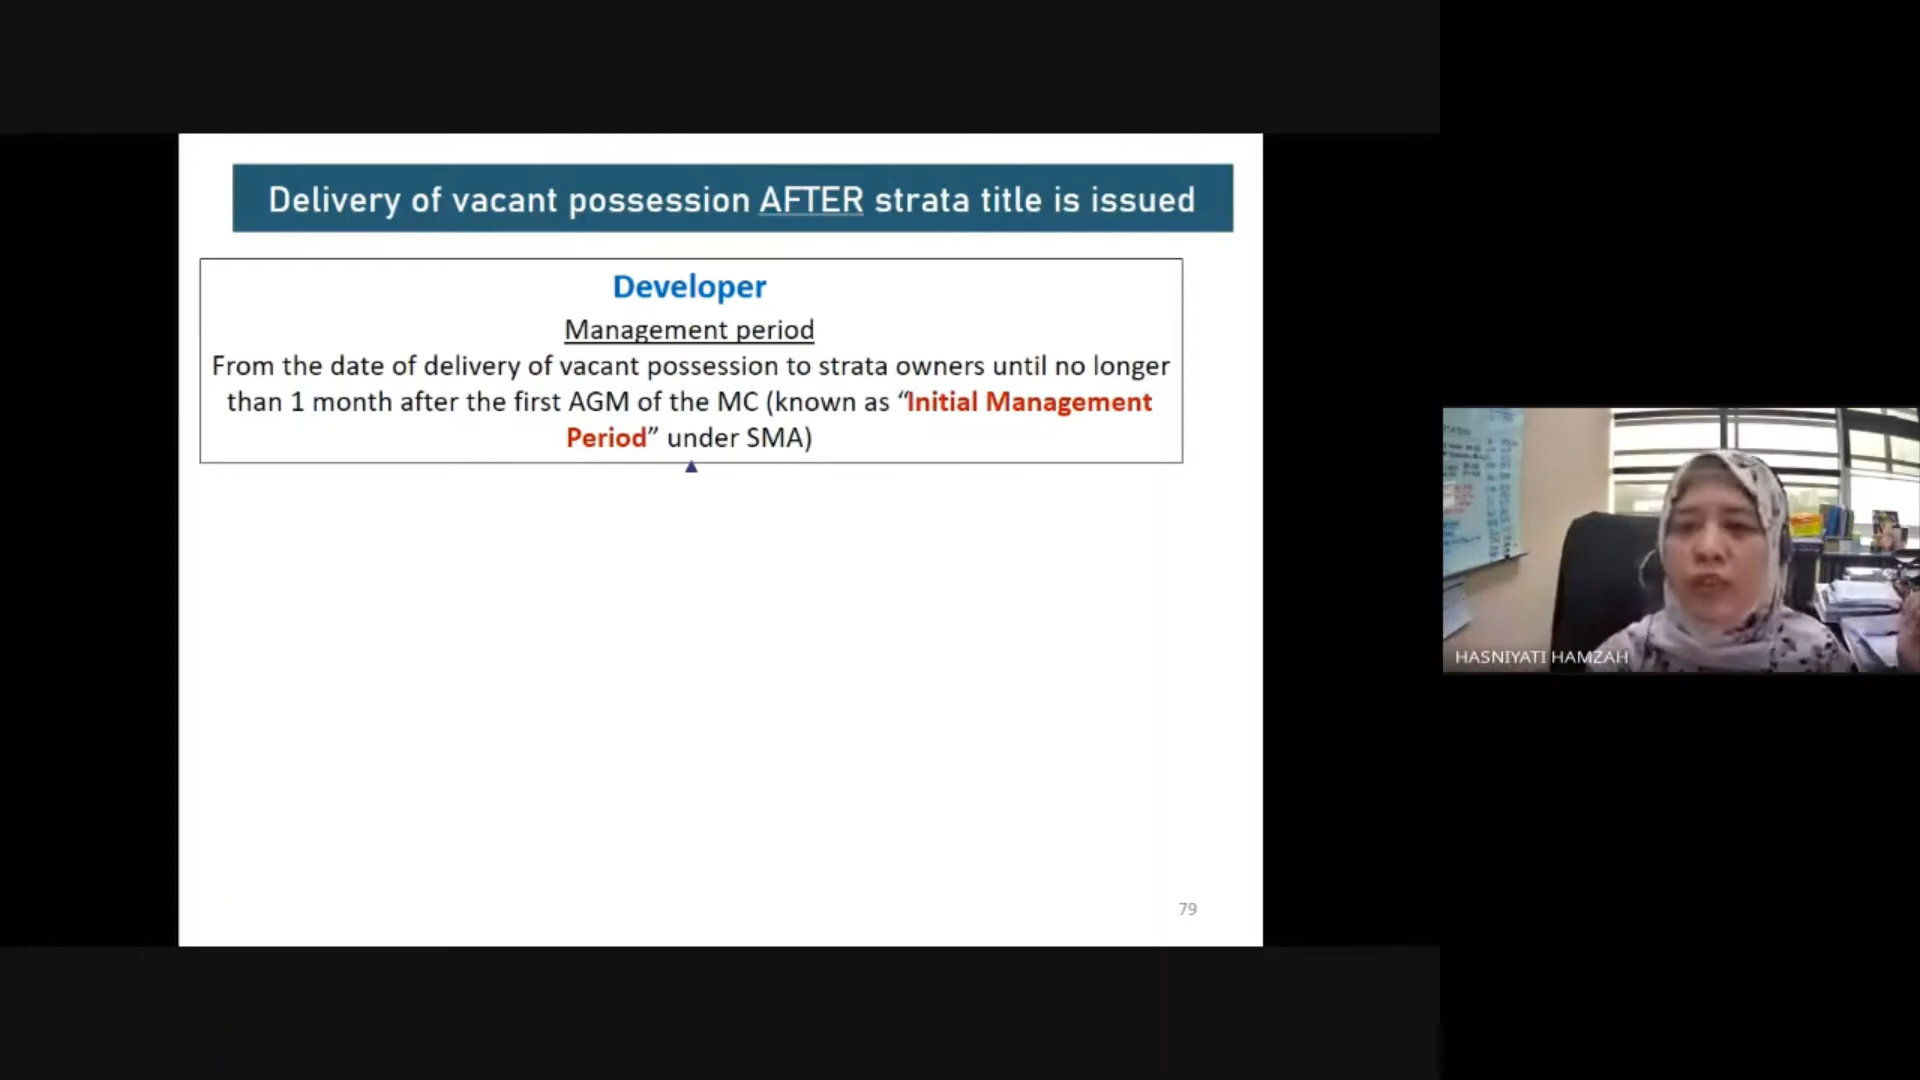 Delivery of vacant possession AFTER strata title is issued
Developer
Management period
From the date of delivery of vacant possession to strata owners until no longer
than 1 month after the first AGM of the MC (known as “Initial Management
Period” under SMA)
79
HASNIYATI HAMZAH